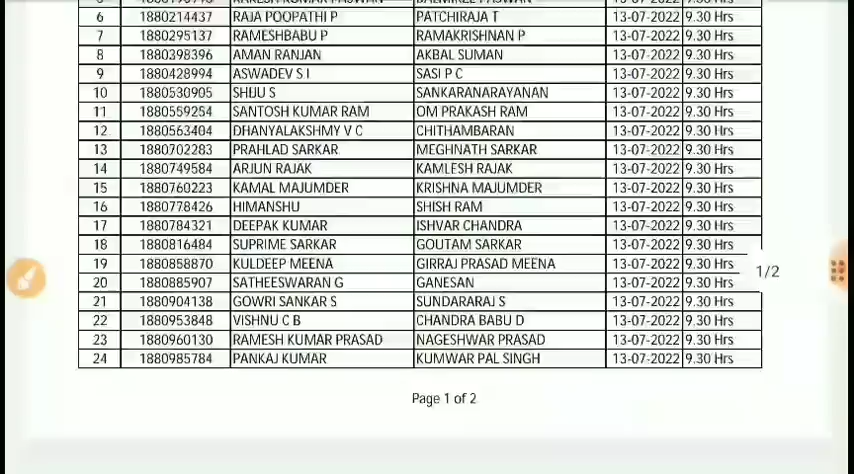 6 1880214437 RAJA POOPATHI P PATCHIRAJA T 13-07-2022 9.30 Hrs
7 1880295137 RAMESHBABU P RAMAKRISHNAN P 13-07-2022 9.30 Hrs
8 1880398396 AMAN RANJAN AKBAL SUMAN 13-07-2022 9.30 Hrs
9 1880428994 ASWADEV S I SASI P C 13-07-2022 9.30 Hrs
10 1880530905 SHIJU S SANKARANARAYANAN 13-07-2022 9.30 Hrs
11 1880559254 SANTOSH KUMAR RAM OM PRAKASH RAM 13-07-2022 9.30 Hrs
12 1880563404 DHANYALAKSHMY V C CHITHAMBARAN 13-07-2022 9.30 Hrs
13 1880702283 PRAHLAD SARKAR MEGHNATH SARKAR 13-07-2022 9.30 Hrs
14 1880749584 ARJUN RAJAK KAMLESH RAJAK 13-07-2022 9.30 Hrs
15 1880760223 KAMAL MAJUMDER KRISHNA MAJUMDER 13-07-2022 9.30 Hrs
16 1880778426 HIMANSHU SHISH RAM 13-07-2022 9.30 Hrs
17 1880784321 DEEPAK KUMAR ISHVAR CHANDRA 13-07-2022 9.30 Hrs
18 1880816484 SUPRIME SARKAR GOUTAM SARKAR 13-07-2022 9.30 Hrs
19 1880858870 KULDEEP MEENA GIRRAJ PRASAD MEENA 13-07-2022 9.30 Hrs
1/2
20 1880885907 SATHEESWARAN G GANESAN 13-07-2022 9.30 Hrs
21 1880904138 GOWRI SANKAR S SUNDARARAJ S 13-07-2022 9.30 Hrs
22 1880953848 VISHNU C B CHANDRA BABU D 13-07-2022 9.30 Hrs
23 1880960130 RAMESH KUMAR PRASAD NAGESHWAR PRASAD 13-07-2022 9.30 Hrs
24 1880985784 PANKAJ KUMAR KUMWAR PAL SINGH 13-07-2022 9.30 Hrs
Page 1 of 2